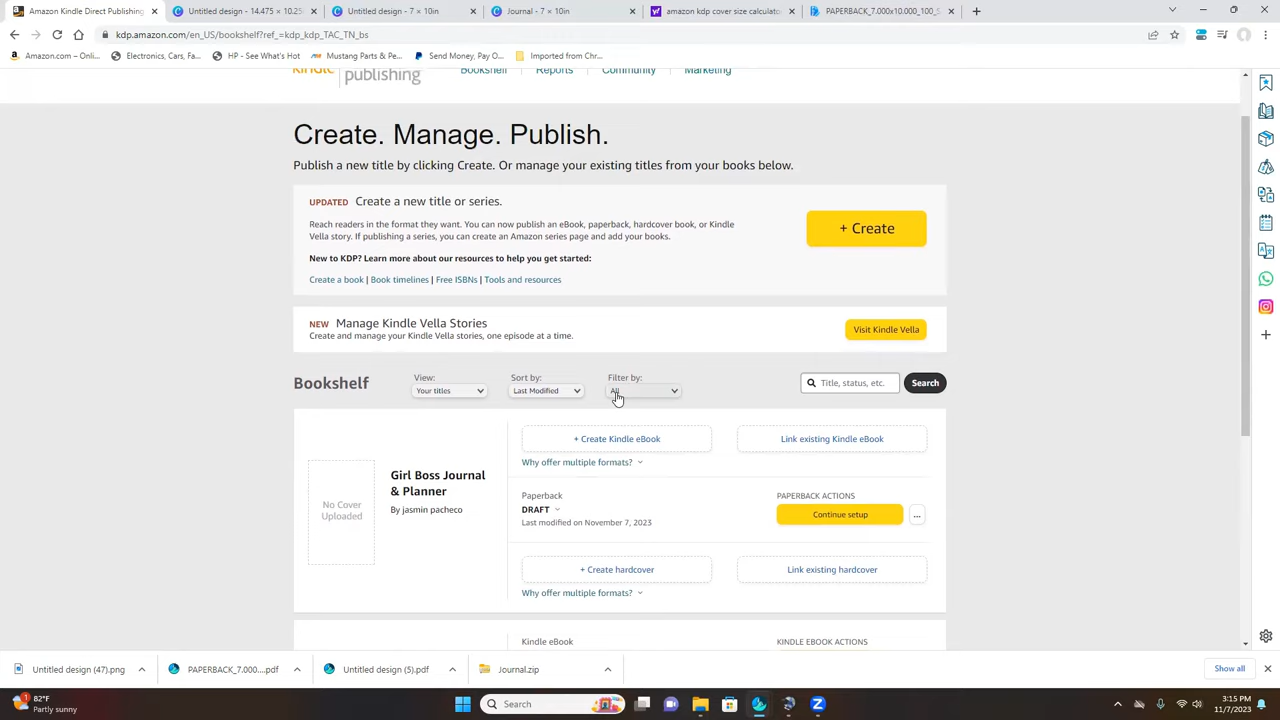 Amazon Kindle Direct Publishing
Untitled design - 14.475 × 10.25i
Untitled design - 7 × 10in
Journal - 7 × 10in
amazon kdp cover size calculator
PAPERBACK_7.000x10.000_100_S
kdp.amazon.com/en_US/bookshelf?ref_=kdp_kdp_TAC_TN_bs
Amazon.com – Onli...
Electronics, Cars, Fa...
HP - See What's Hot
Mustang Parts & Pe...
Send Money, Pay O...
Imported from Chr...
kindle publishing
Bookshelf
Reports
Community
Marketing
Create. Manage. Publish.
Publish a new title by clicking Create. Or manage your existing titles from your books below.
UPDATED Create a new title or series.
Reach readers in the format they want. You can now publish an eBook, paperback, hardcover book, or Kindle
Vella story. If publishing a series, you can create an Amazon series page and add your books.
New to KDP? Learn more about our resources to help you get started:
Create a book | Book timelines | Free ISBNs | Tools and resources
+ Create
NEW Manage Kindle Vella Stories
Create and manage your Kindle Vella stories, one episode at a time.
Visit Kindle Vella
Bookshelf
View:
Your titles
Sort by:
Last Modified
Filter by:
All
Title, status, etc.
Search
No Cover
Uploaded
Girl Boss Journal
& Planner
By jasmin pacheco
+ Create Kindle eBook
Link existing Kindle eBook
Why offer multiple formats?
Paperback
DRAFT
Last modified on November 7, 2023
PAPERBACK ACTIONS
Continue setup
...
+ Create hardcover
Link existing hardcover
Why offer multiple formats?
Kindle eBook
KINDLE EBOOK ACTIONS
Untitled design (47).png
PAPERBACK_7.000....pdf
Untitled design (5).pdf
Journal.zip
Show all
82°F
Partly sunny
Search
3:15 PM
11/7/2023